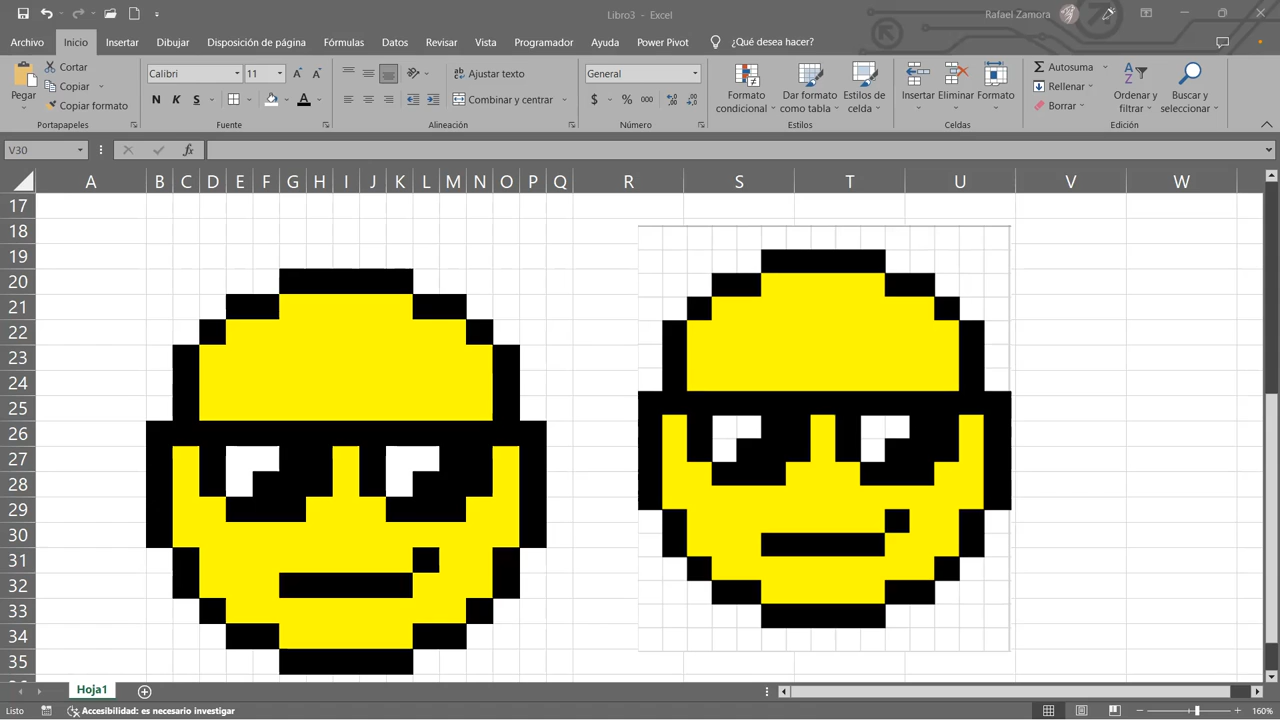 Libro3 - Excel
Rafael Zamora
Archivo Inicio Insertar Dibujar Disposición de página Fórmulas Datos Revisar Vista Programador Ayuda Power Pivot ¿Qué desea hacer?
Pegar
Cortar
Copiar
Copiar formato
Portapapeles
Calibri 11
N K S A
Fuente
ab Ajustar texto
Combinar y centrar
Alineación
General
$ % 000
Número
Formato condicional
Dar formato como tabla
Estilos de celda
Estilos
Insertar Eliminar Formato
Celdas
Autosuma
Rellenar
Borrar
Ordenar y filtrar
Buscar y seleccionar
Edición
V30 fx
A B C D E F G H I J K L M N O P Q R S T U V W
17
18
19
20
21
22
23
24
25
26
27
28
29
30
31
32
33
34
35
Hoja1
Listo Accesibilidad: es necesario investigar 160%